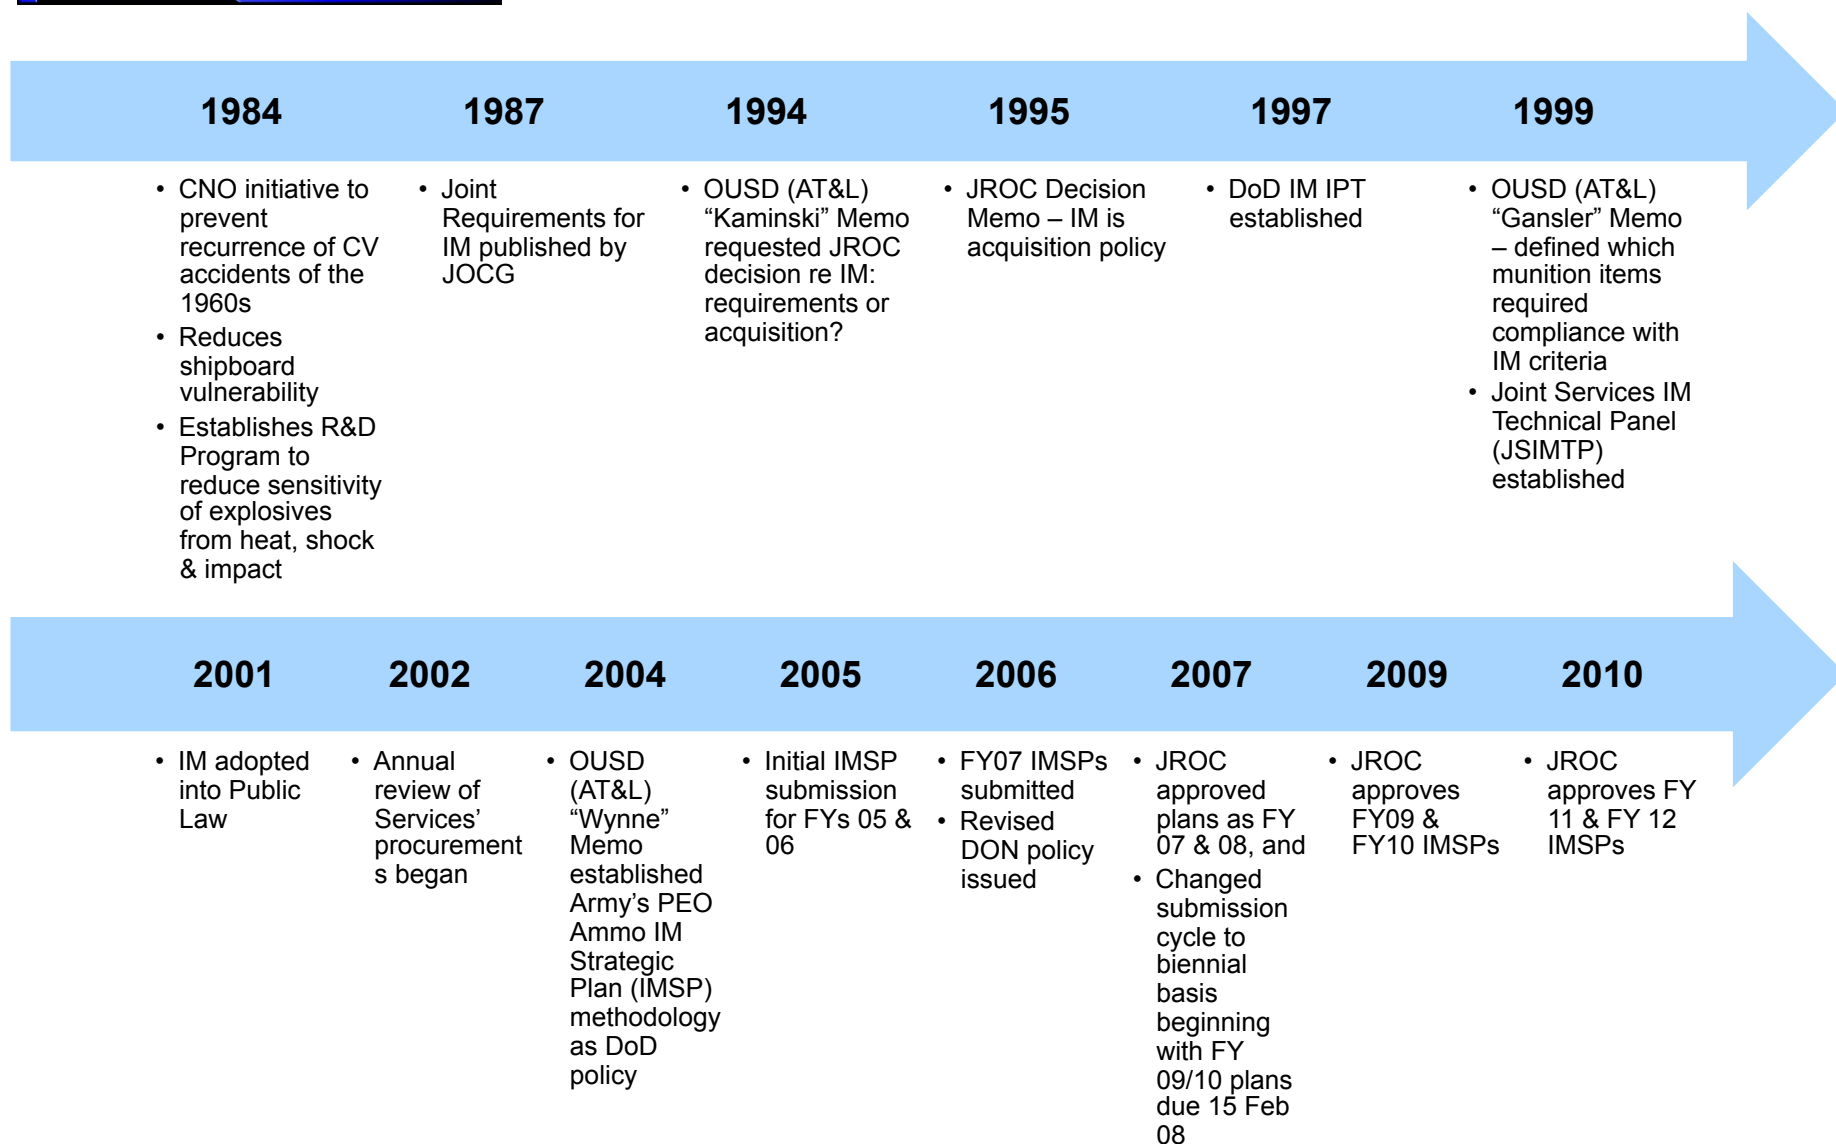 1984 1987 1994 1995 1997 1999
• CNO initiative to
prevent
recurrence of CV
accidents of the
1960s
• Reduces
shipboard
vulnerability
• Establishes R&D
Program to
reduce sensitivity
of explosives
from heat, shock
& impact
• Joint
Requirements for
IM published by
JOCG
• OUSD (AT&L)
“Kaminski” Memo
requested JROC
decision re IM:
requirements or
acquisition?
• JROC Decision
Memo – IM is
acquisition policy
• DoD IM IPT
established
• OUSD (AT&L)
“Gansler” Memo
– defined which
munition items
required
compliance with
IM criteria
• Joint Services IM
Technical Panel
(JSIMTP)
established
2001 2002 2004 2005 2006 2007 2009 2010
• IM adopted
into Public
Law
• Annual
review of
Services’
procurement
s began
• OUSD
(AT&L)
“Wynne”
Memo
established
Army’s PEO
Ammo IM
Strategic
Plan (IMSP)
methodology
as DoD
policy
• Initial IMSP
submission
for FYs 05 &
06
• FY07 IMSPs
submitted
• Revised
DON policy
issued
• JROC
approved
plans as FY
07 & 08, and
• Changed
submission
cycle to
biennial
basis
beginning
with FY
09/10 plans
due 15 Feb
08
• JROC
approves
FY09 &
FY10 IMSPs
• JROC
approves FY
11 & FY 12
IMSPs